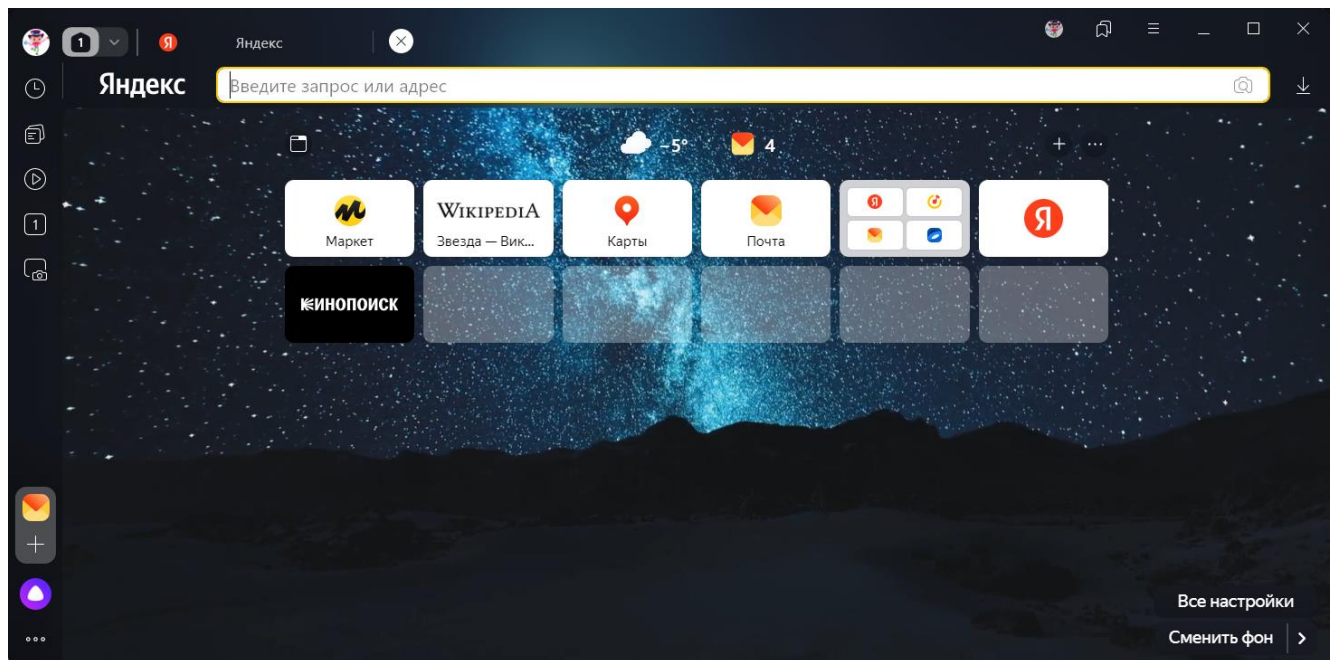 1
Я
Яндекс
Яндекс
Введите запрос или адрес
−5°
4
1
Маркет
WIKIPEDIA
Звезда — Вик...
Карты
Почта
Я
Я
КИНОПОИСК
Все настройки
Сменить фон